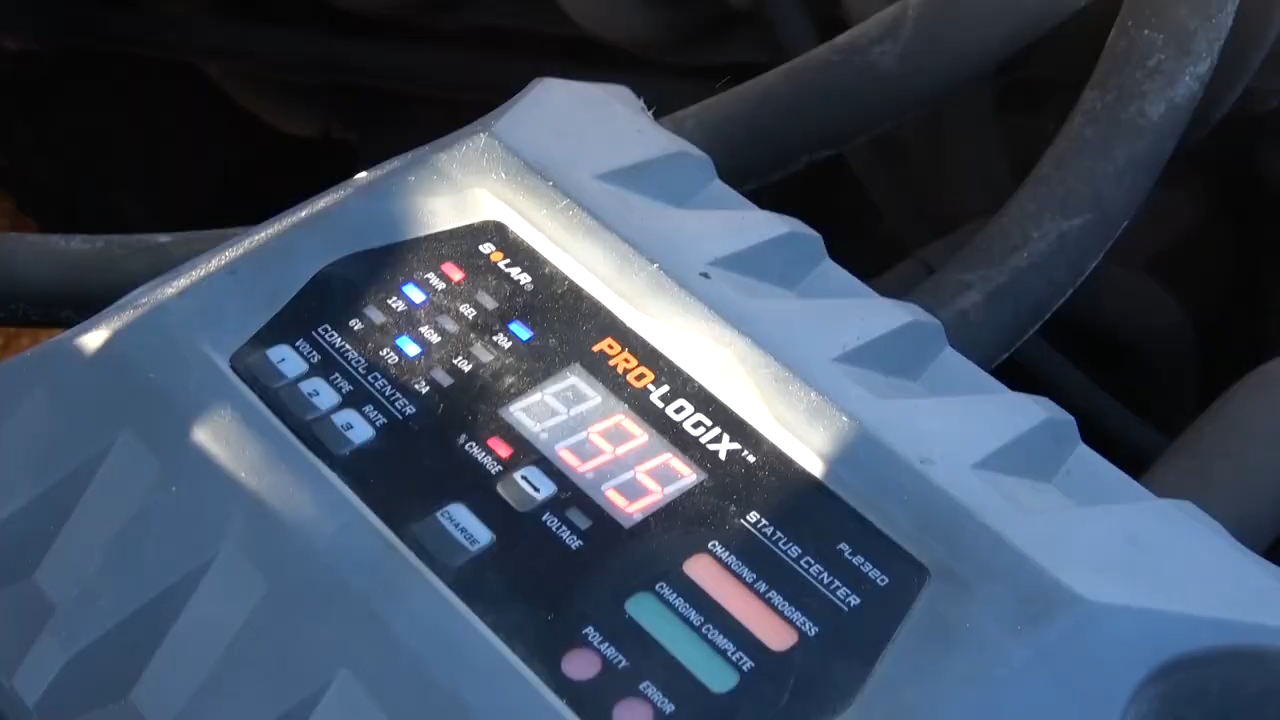 SOLAR®
PWR
12V
GEL
6V
AGM
20A
STD
10A
2A
CONTROL CENTER
VOLTS
1
TYPE
2
RATE
3
PRO-LOGIX™
95
% CHARGE
VOLTAGE
CHARGE
STATUS CENTER
PL2320
CHARGING IN PROGRESS
CHARGING COMPLETE
POLARITY
ERROR